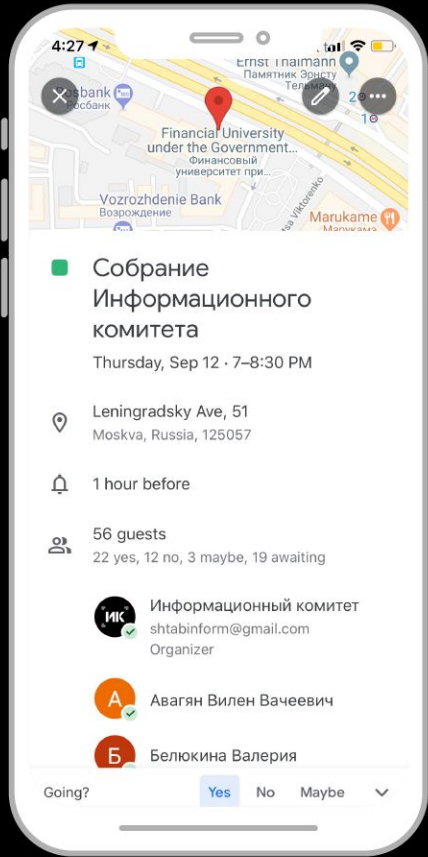 4:27
Ernst Thälmann
Памятник Эрнсту
Тельману
Росбанк
Financial University
under the Government...
Финансовый
университет при...
Vozrozhdenie Bank
Возрождение
Marukame
Марукамэ
Собрание
Информационного
комитета
Thursday, Sep 12 · 7–8:30 PM
Leningradsky Ave, 51
Moskva, Russia, 125057
1 hour before
56 guests
22 yes, 12 no, 3 maybe, 19 awaiting
ИК
Информационный комитет
shtabinform@gmail.com
Organizer
А
Авагян Вилен Вачеевич
Б
Белюкина Валерия
Going?
Yes
No
Maybe